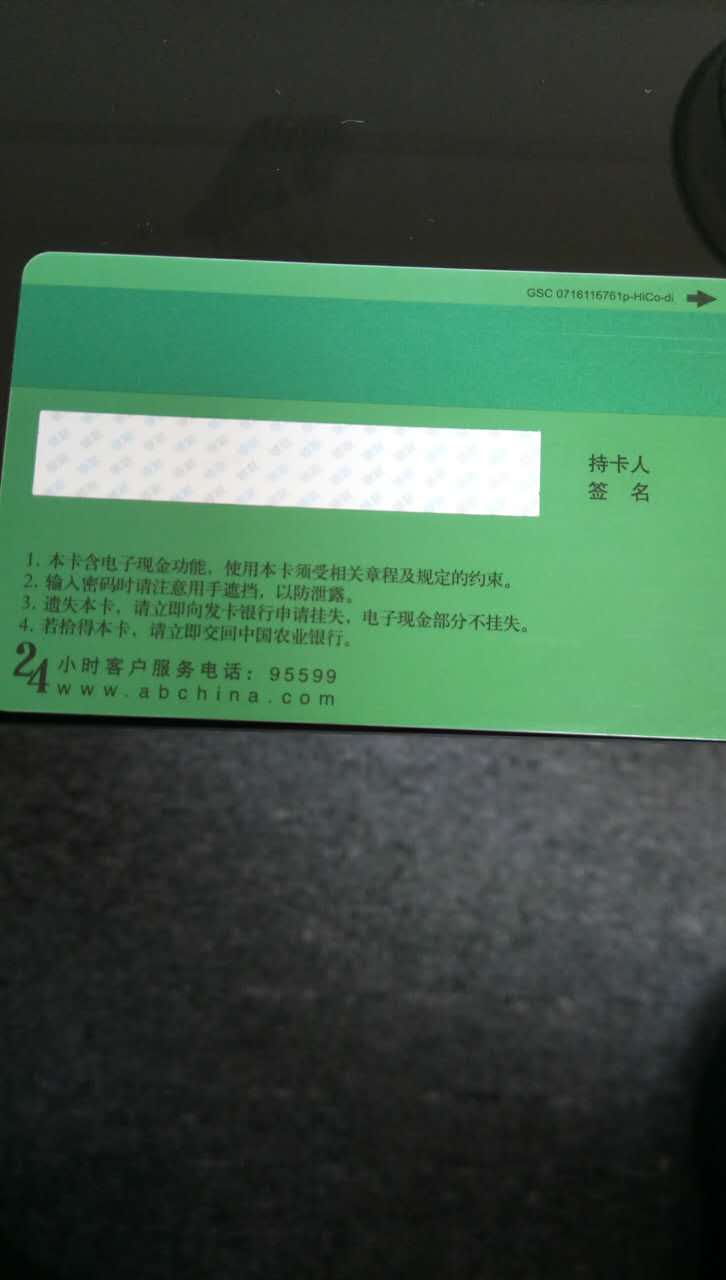 GSC 0716116761p-HiCo-di
持卡人
签 名
1. 本卡含电子现金功能，使用本卡须受相关章程及规定的约束。
2. 输入密码时请注意用手遮挡，以防泄露。
3. 遗失本卡，请立即向发卡银行申请挂失，电子现金部分不挂失。
4. 若拾得本卡，请立即交回中国农业银行。
24小时客户服务电话：95599
www.abchina.com